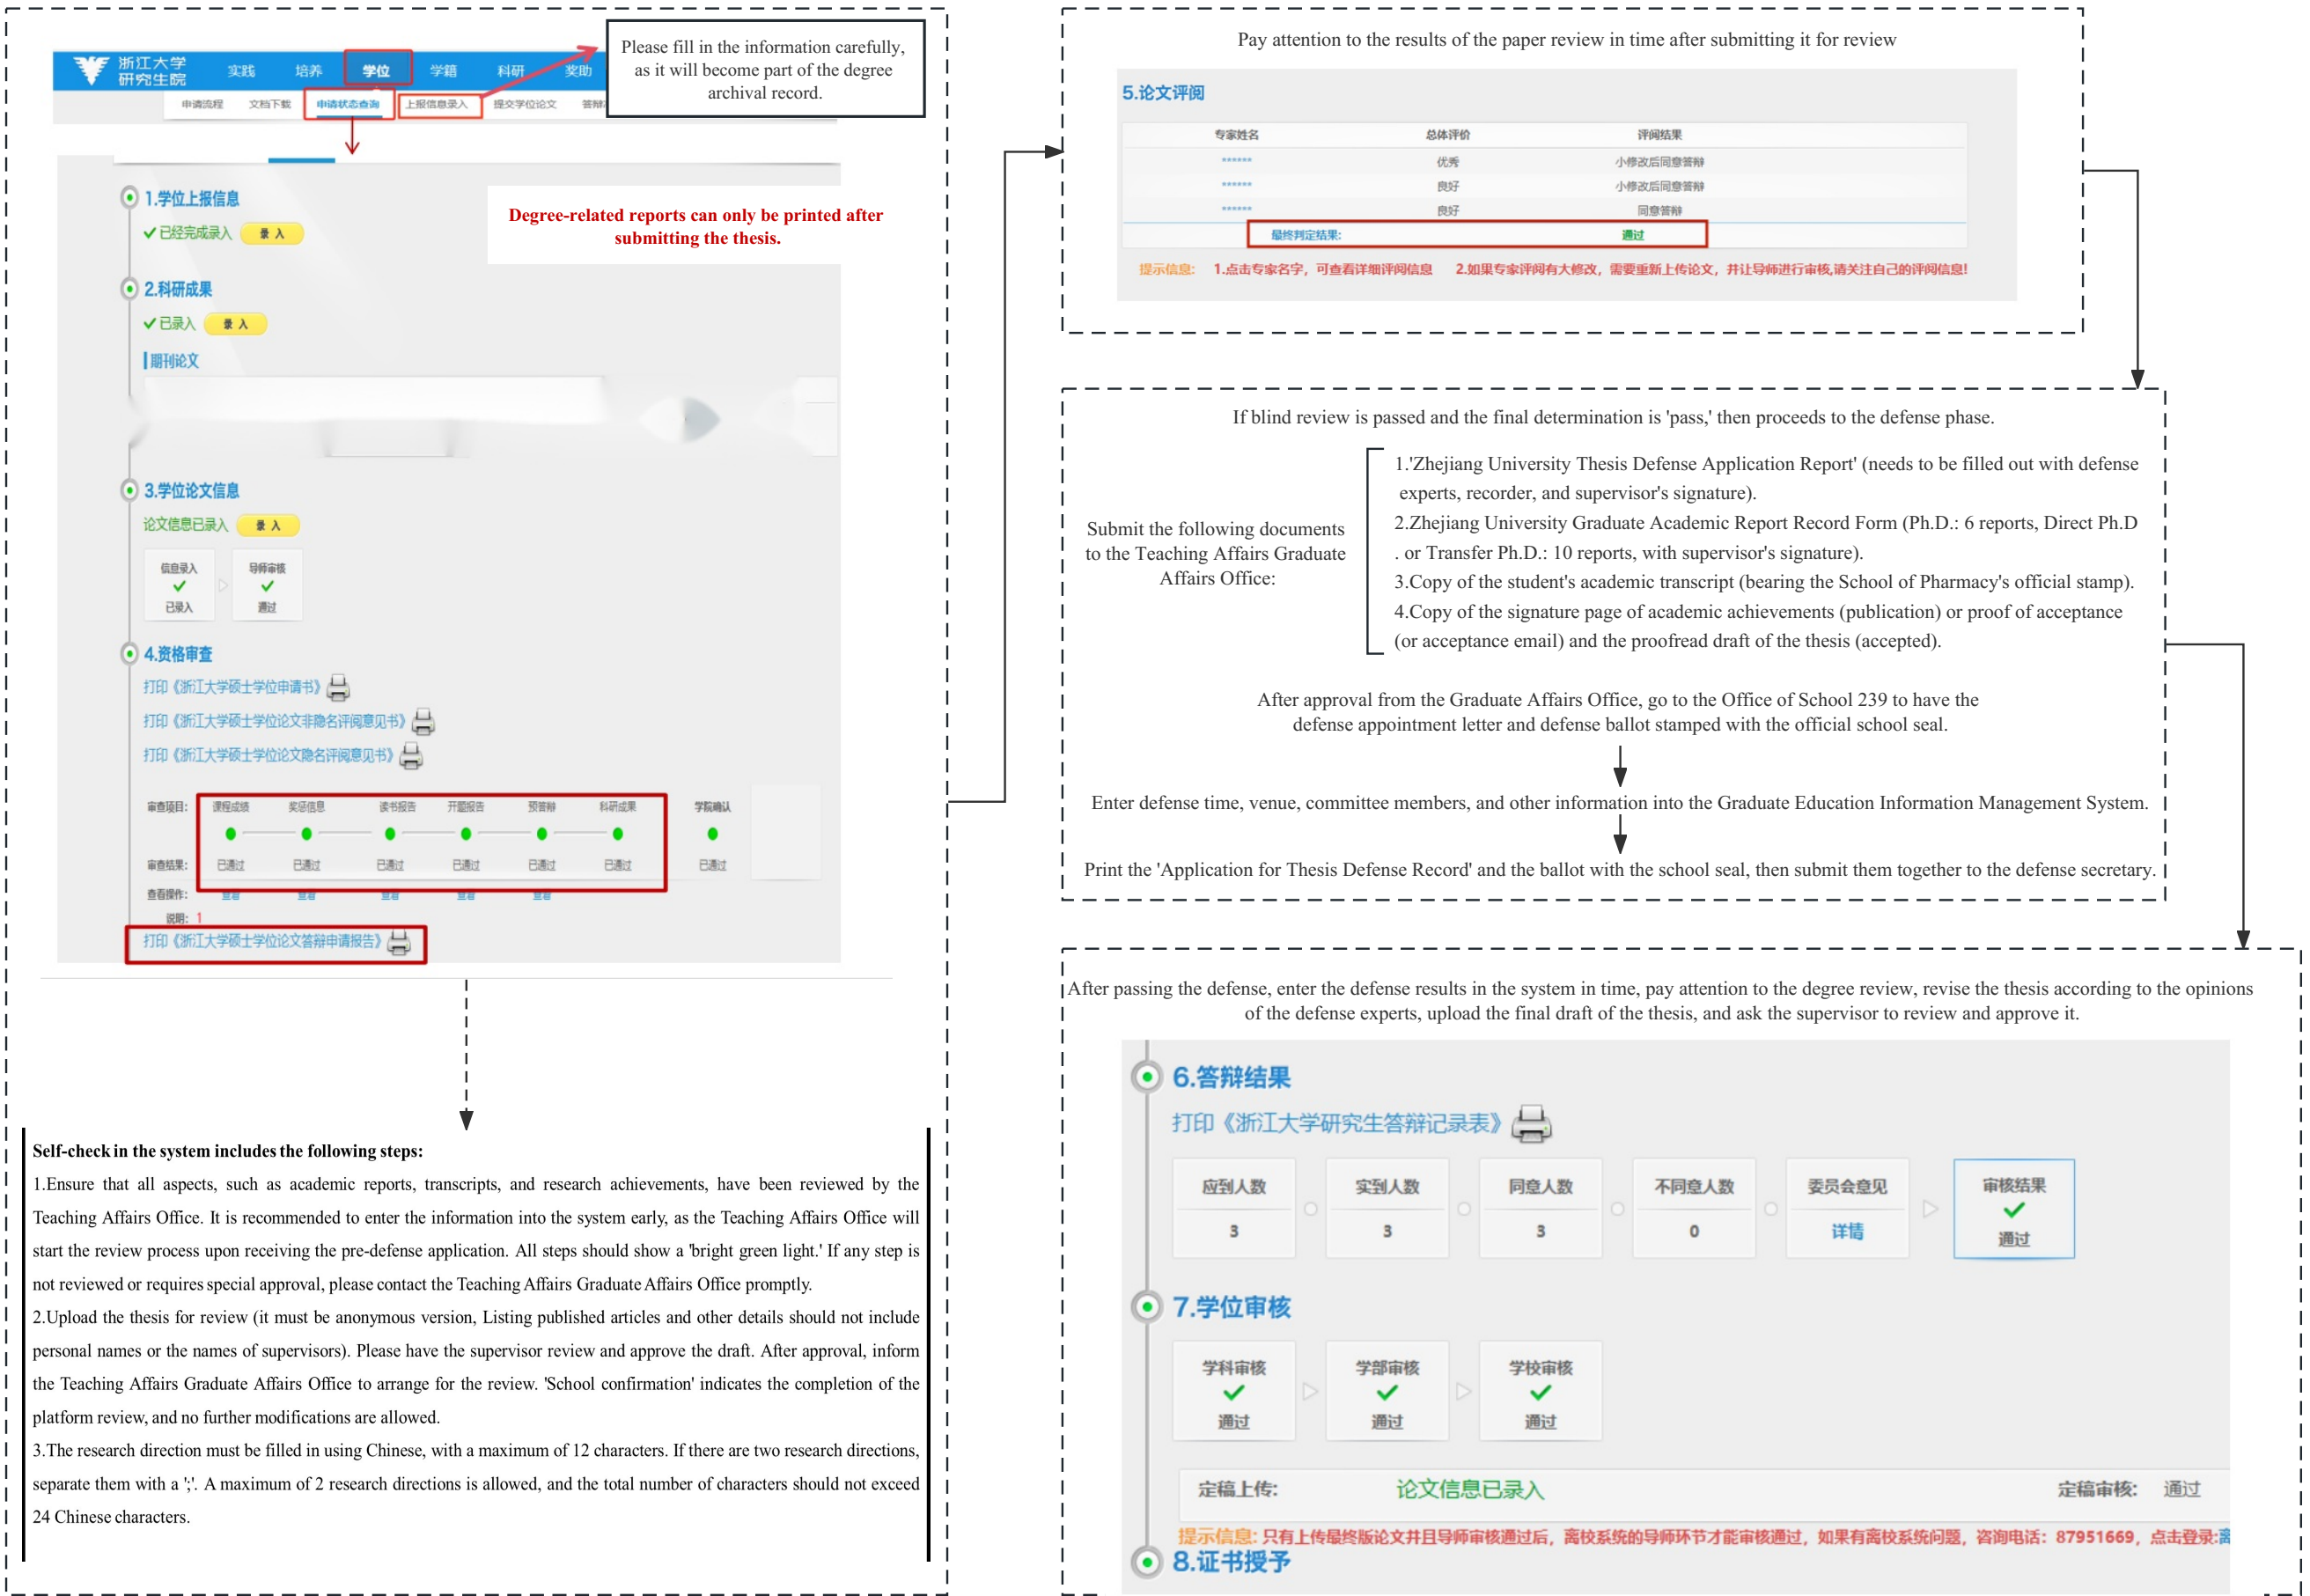 浙江大学
研究生院
实践 培养 学位 学籍 科研 奖助
申请流程 文档下载 申请状态查询 上报信息录入 提交学位论文
Please fill in the information carefully,
as it will become part of the degree
archival record.
1.学位上报信息
已经完成录入 录 入
Degree-related reports can only be printed after
submitting the thesis.
2.科研成果
已录入 录 入
期刊论文
3.学位论文信息
论文信息已录入 录 入
信息录入 导师审核
已录入 通过
4.资格审查
打印《浙江大学硕士学位申请书》
打印《浙江大学硕士学位论文非隐名评阅意见书》
打印《浙江大学硕士学位论文隐名评阅意见书》
审查项目: 课程成绩 奖惩信息 读书报告 开题报告 预答辩 科研成果 学院确认
审查结果: 已通过 已通过 已通过 已通过 已通过 已通过 已通过
查看操作: 查看 查看 查看 查看 查看
说明: 1
打印《浙江大学硕士学位论文答辩申请报告》
Self-check in the system includes the following steps:
1.Ensure that all aspects, such as academic reports, transcripts, and research achievements, have been reviewed by the
Teaching Affairs Office. It is recommended to enter the information into the system early, as the Teaching Affairs Office will
start the review process upon receiving the pre-defense application. All steps should show a 'bright green light.' If any step is
not reviewed or requires special approval, please contact the Teaching Affairs Graduate Affairs Office promptly.
2.Upload the thesis for review (it must be anonymous version, Listing published articles and other details should not include
personal names or the names of supervisors). Please have the supervisor review and approve the draft. After approval, inform
the Teaching Affairs Graduate Affairs Office to arrange for the review. 'School confirmation' indicates the completion of the
platform review, and no further modifications are allowed.
3.The research direction must be filled in using Chinese, with a maximum of 12 characters. If there are two research directions,
separate them with a ';'. A maximum of 2 research directions is allowed, and the total number of characters should not exceed
24 Chinese characters.
Pay attention to the results of the paper review in time after submitting it for review
5.论文评阅
专家姓名 总体评价 评阅结果
****** 优秀 小修改后同意答辩
****** 良好 小修改后同意答辩
****** 良好 同意答辩
最终判定结果: 通过
提示信息: 1.点击专家名字，可查看详细评阅信息 2.如果专家评阅有大修改，需要重新上传论文，并让导师进行审核,请关注自己的评阅信息!
If blind review is passed and the final determination is 'pass,' then proceeds to the defense phase.
Submit the following documents
to the Teaching Affairs Graduate
Affairs Office:
1.'Zhejiang University Thesis Defense Application Report' (needs to be filled out with defense
experts, recorder, and supervisor's signature).
2.Zhejiang University Graduate Academic Report Record Form (Ph.D.: 6 reports, Direct Ph.D
. or Transfer Ph.D.: 10 reports, with supervisor's signature).
3.Copy of the student's academic transcript (bearing the School of Pharmacy's official stamp).
4.Copy of the signature page of academic achievements (publication) or proof of acceptance
(or acceptance email) and the proofread draft of the thesis (accepted).
After approval from the Graduate Affairs Office, go to the Office of School 239 to have the
defense appointment letter and defense ballot stamped with the official school seal.
Enter defense time, venue, committee members, and other information into the Graduate Education Information Management System.
Print the 'Application for Thesis Defense Record' and the ballot with the school seal, then submit them together to the defense secretary.
After passing the defense, enter the defense results in the system in time, pay attention to the degree review, revise the thesis according to the opinions
of the defense experts, upload the final draft of the thesis, and ask the supervisor to review and approve it.
6.答辩结果
打印《浙江大学研究生答辩记录表》
应到人数 实到人数 同意人数 不同意人数 委员会意见 审核结果
3 3 3 0 详情 通过
7.学位审核
学科审核 学部审核 学校审核
通过 通过 通过
定稿上传: 论文信息已录入 定稿审核: 通过
提示信息: 只有上传最终版论文并且导师审核通过后，离校系统的导师环节才能审核通过，如果有离校系统问题，咨询电话：87951669，点击登录:离
8.证书授予